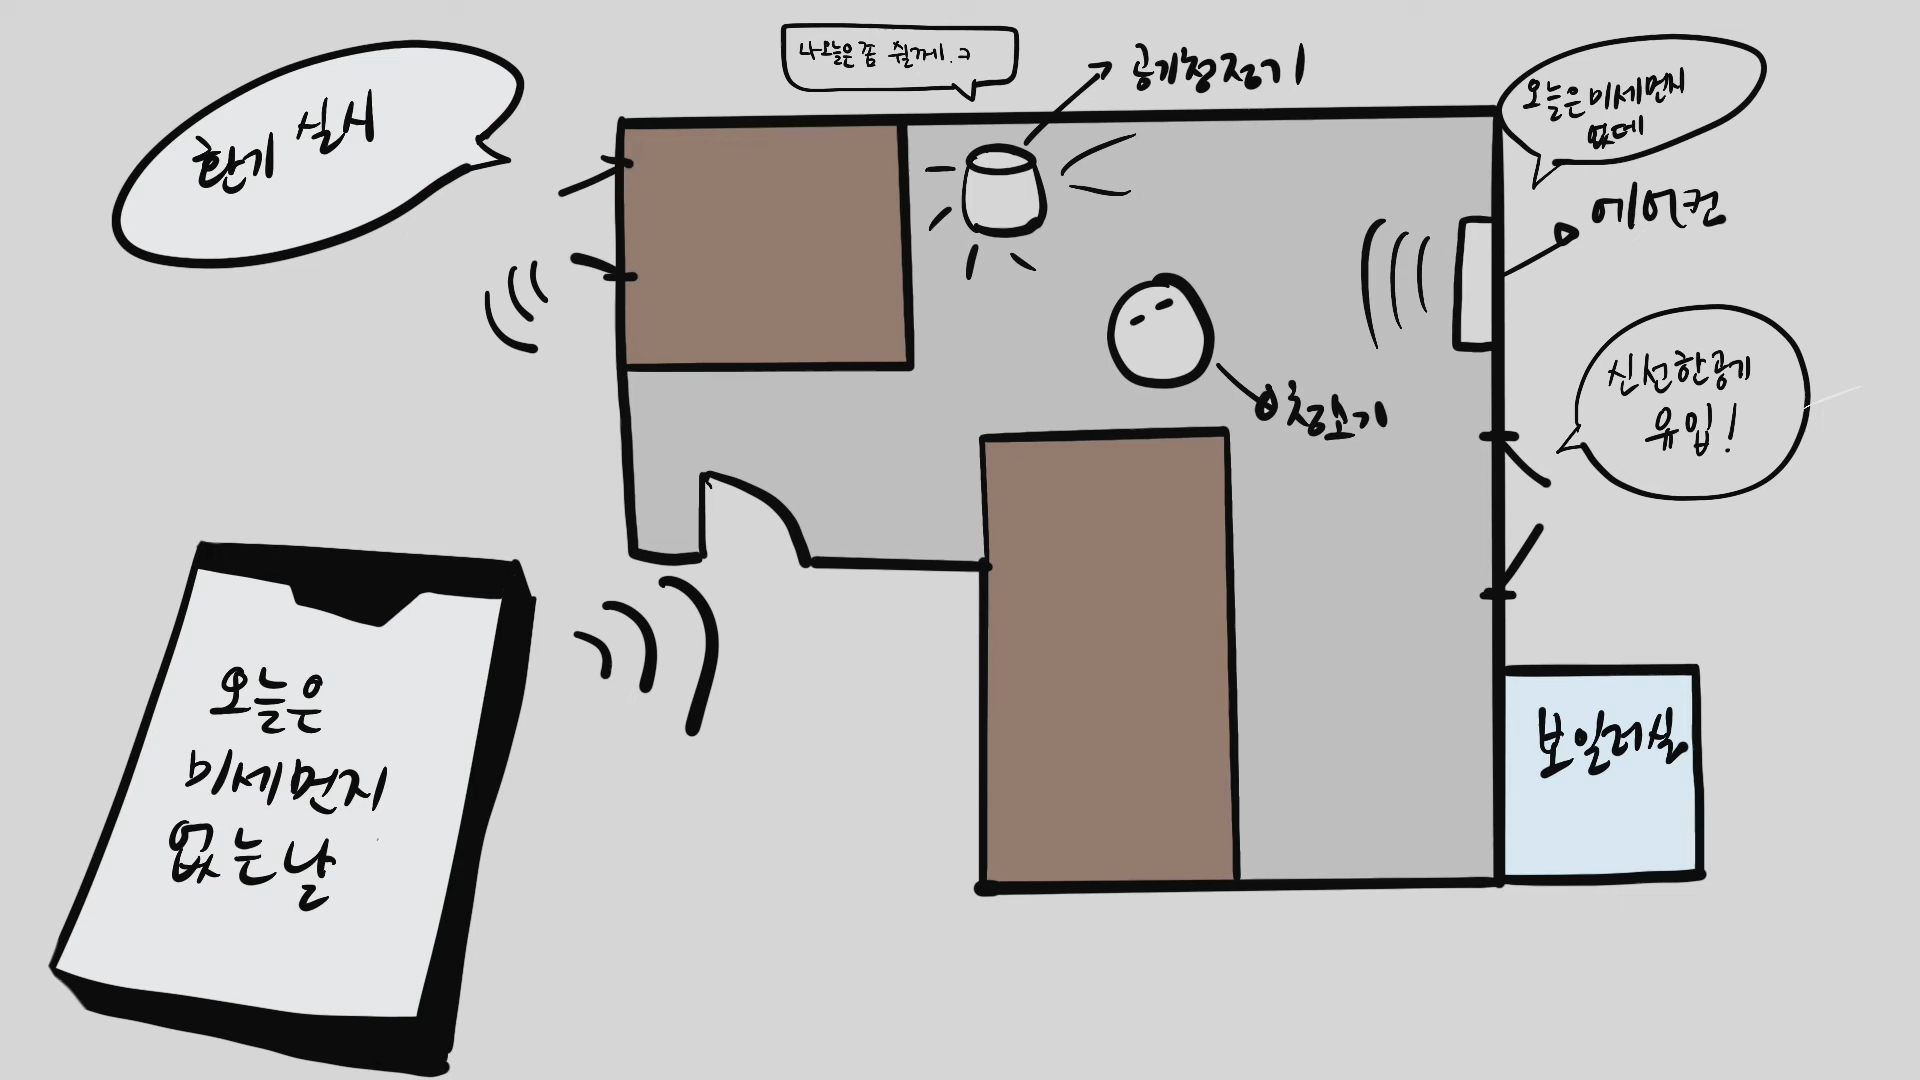 나오늘은 좀 쉴께.ㅋ
공기청정기
환기 실시
오늘은 미세먼지
없데
에어컨
신선한공기
유입!
청소기
오늘은
미세먼지
없는날
보일러실